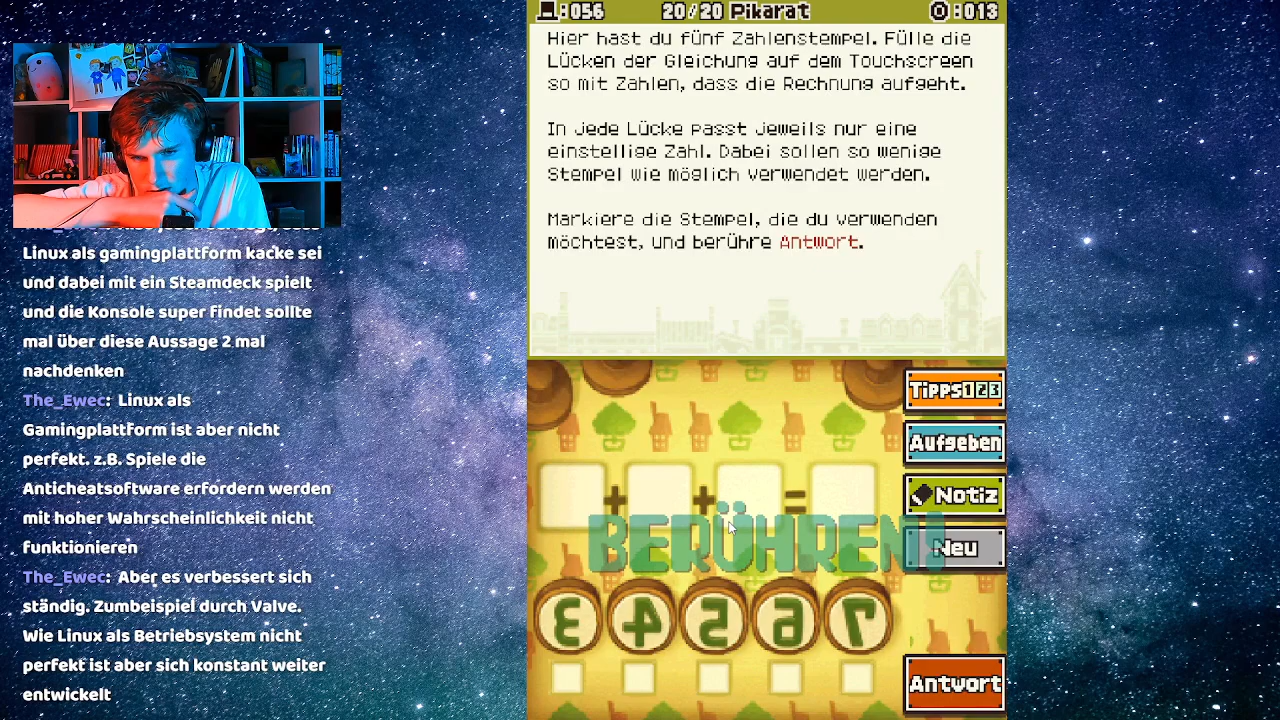 :056
20/20 Pikarat
:013
Hier hast du fünf Zahlenstempel. Fülle die
Lücken der Gleichung auf dem Touchscreen
so mit Zahlen, dass die Rechnung aufgeht.
In jede Lücke passt jeweils nur eine
einstellige Zahl. Dabei sollen so wenige
Stempel wie möglich verwendet werden.
Markiere die Stempel, die du verwenden
möchtest, und berühre Antwort.
Linux als gamingplattform kacke sei
und dabei mit ein Steamdeck spielt
und die Konsole super findet sollte
mal über diese Aussage 2 mal
nachdenken
The_Ewec: Linux als
Gamingplattform ist aber nicht
perfekt. z.B. Spiele die
Anticheatsoftware erfordern werden
mit hoher Wahrscheinlichkeit nicht
funktionieren
The_Ewec: Aber es verbessert sich
ständig. Zumbeispiel durch Valve.
Wie Linux als Betriebsystem nicht
perfekt ist aber sich konstant weiter
entwickelt
Tipps123
Aufgeben
Notiz
Neu
+ + =
BERÜHREN!
3 4 5 6 7
Antwort